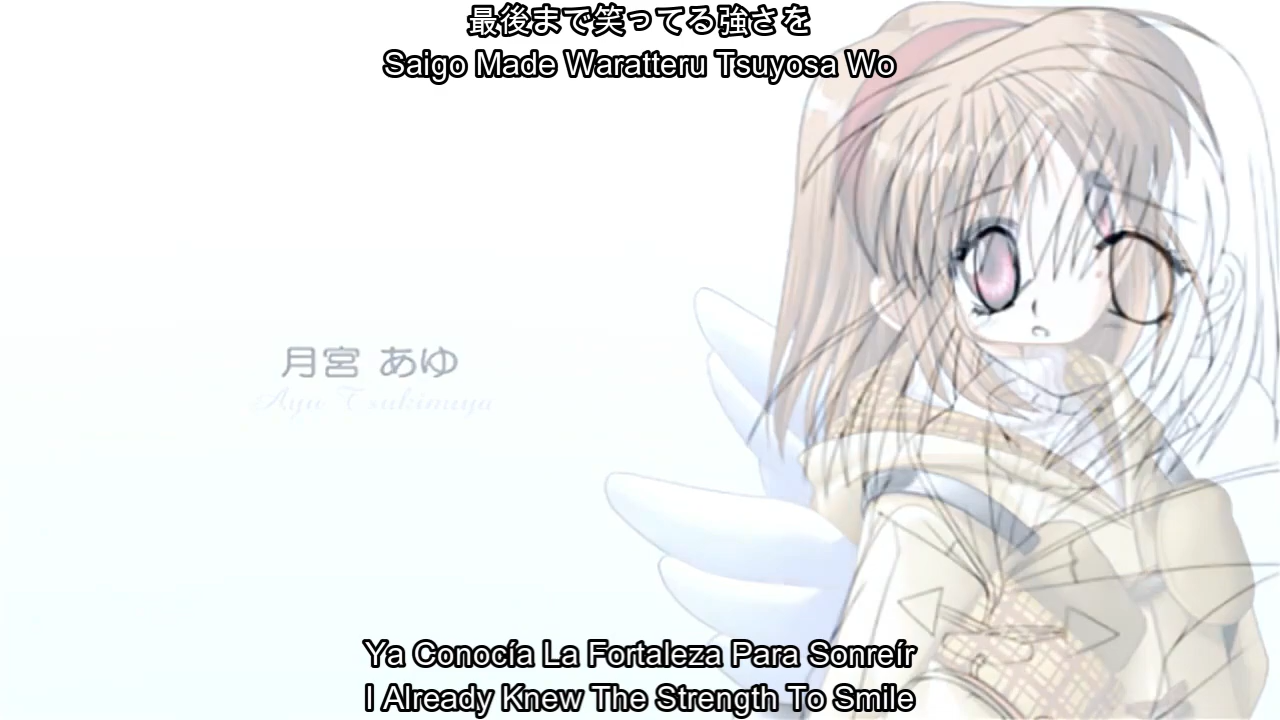 最後まで笑ってる強さを
Saigo Made Waratteru Tsuyosa Wo
月宮 あゆ
Ayu Tsukimiya
Ya Conocía La Fortaleza Para Sonreír
I Already Knew The Strength To Smile